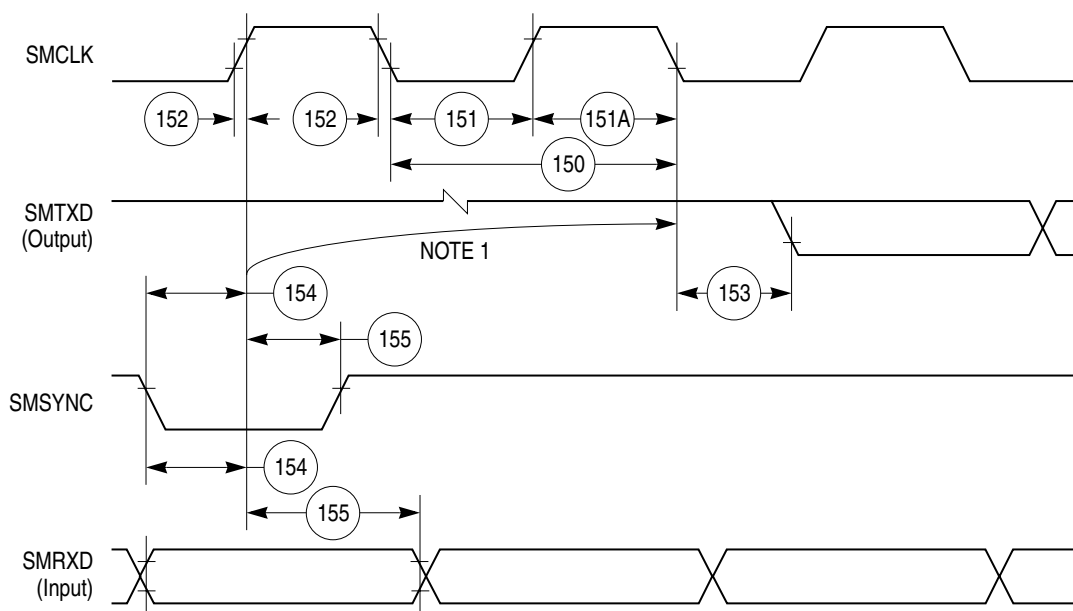 SMCLK
152
152
151
151A
150
SMTXD
(Output)
NOTE 1
154
153
155
SMSYNC
154
155
SMRXD
(Input)